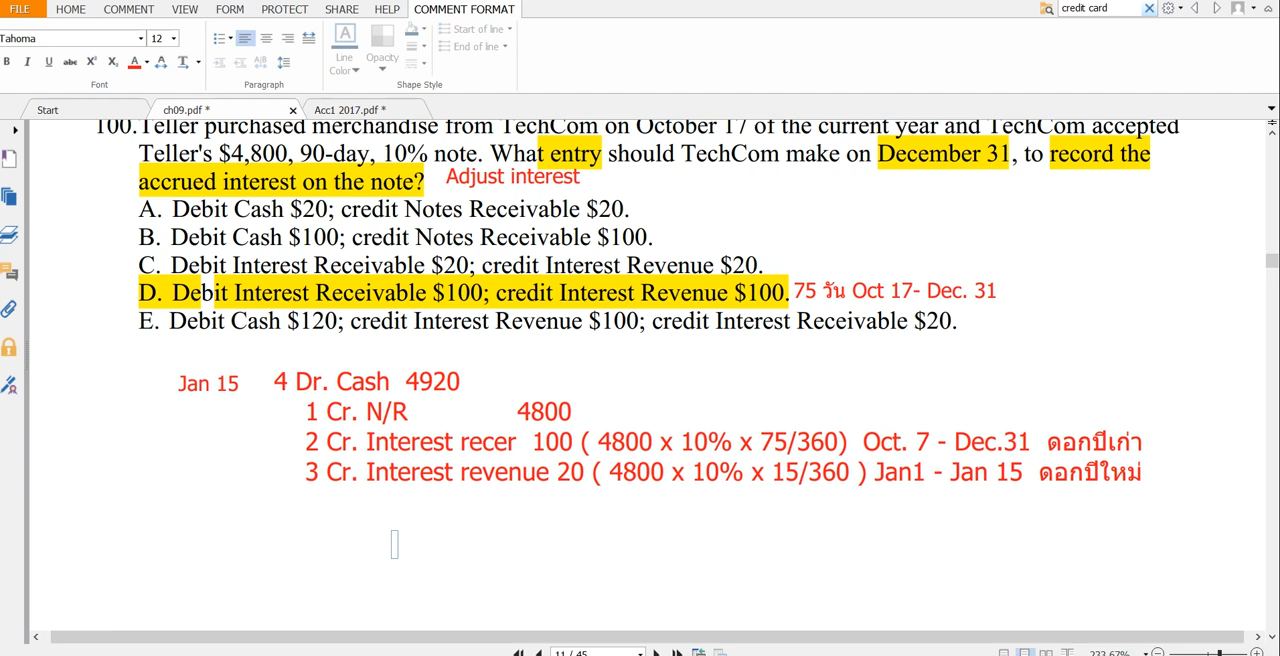 FILE HOME COMMENT VIEW FORM PROTECT SHARE HELP COMMENT FORMAT credit card
Tahoma 12
Start of line
End of line
B I U abc X² X₂ A A T AB
Line Color Opacity
Font Paragraph Shape Style
Start ch09.pdf * Acc1 2017.pdf *
100. Teller purchased merchandise from TechCom on October 17 of the current year and TechCom accepted
Teller's $4,800, 90-day, 10% note. What entry should TechCom make on December 31, to record the
accrued interest on the note? Adjust interest
A. Debit Cash $20; credit Notes Receivable $20.
B. Debit Cash $100; credit Notes Receivable $100.
C. Debit Interest Receivable $20; credit Interest Revenue $20.
D. Debit Interest Receivable $100; credit Interest Revenue $100. 75 วัน Oct 17- Dec. 31
E. Debit Cash $120; credit Interest Revenue $100; credit Interest Receivable $20.
Jan 15 4 Dr. Cash 4920
1 Cr. N/R 4800
2 Cr. Interest recer 100 ( 4800 x 10% x 75/360) Oct. 7 - Dec.31 ดอกปีเก่า
3 Cr. Interest revenue 20 ( 4800 x 10% x 15/360 ) Jan1 - Jan 15 ดอกปีใหม่
11 / 45 233.67%